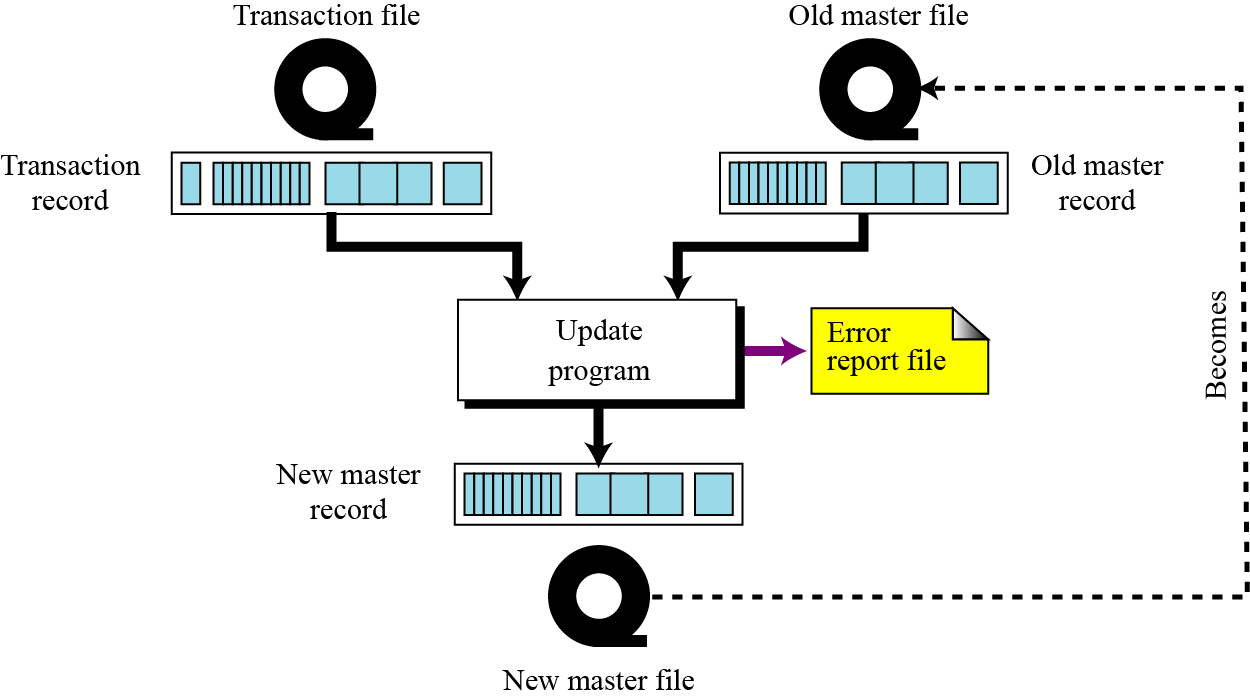 Transaction file
Old master file
Transaction
record
Old master
record
Update
program
Error
report file
Becomes
New master
record
New master file